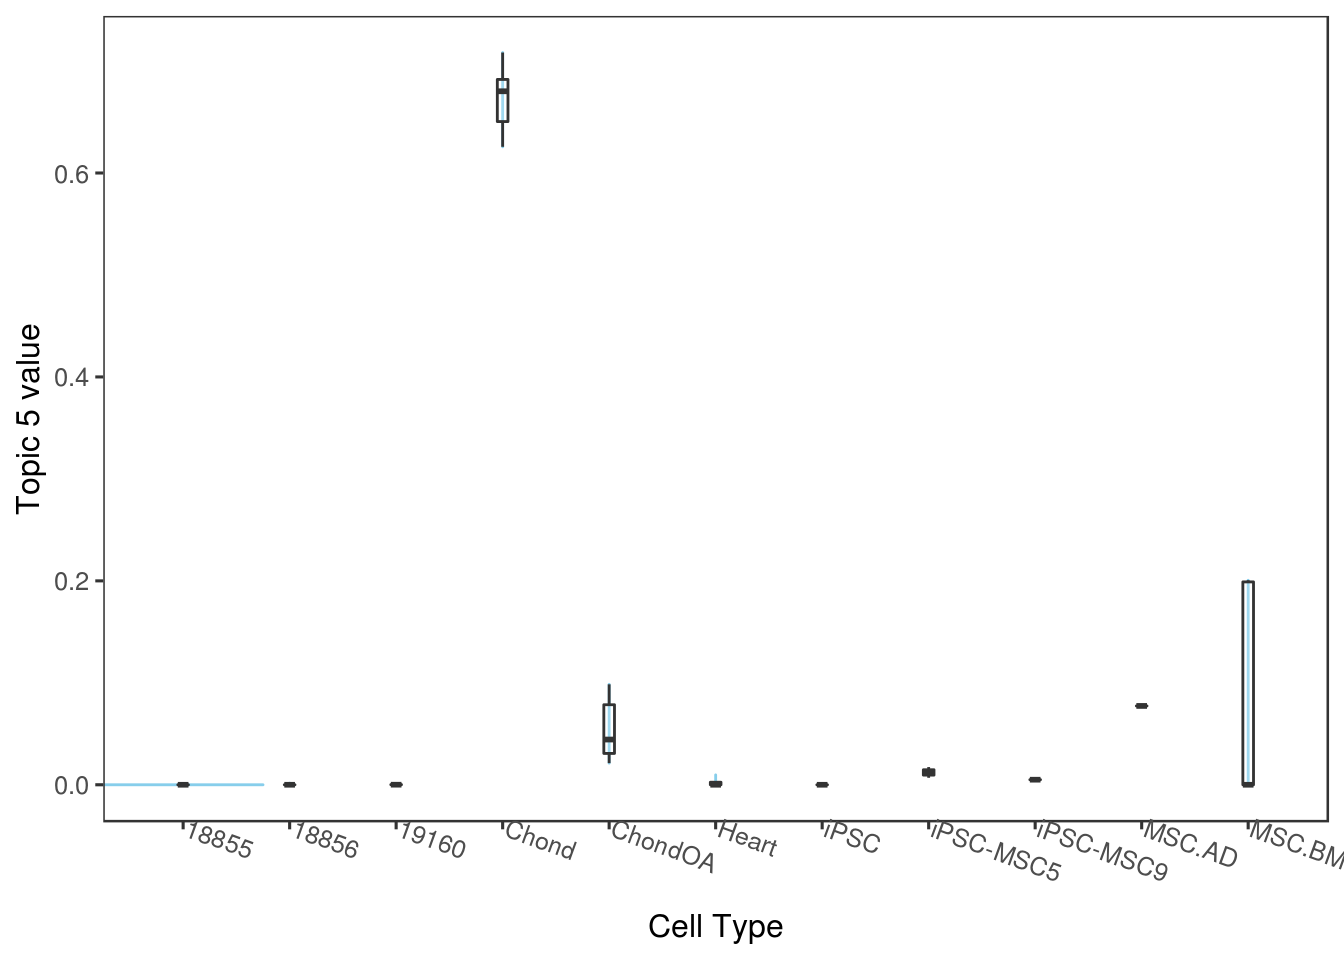 Topic 5 value
0.6
0.4
0.2
0.0
18855
18856
19160
Chond
ChondOA
Heart
iPSC
iPSC-MSC5
iPSC-MSC9
MSC.AD
MSC.BM
Cell Type